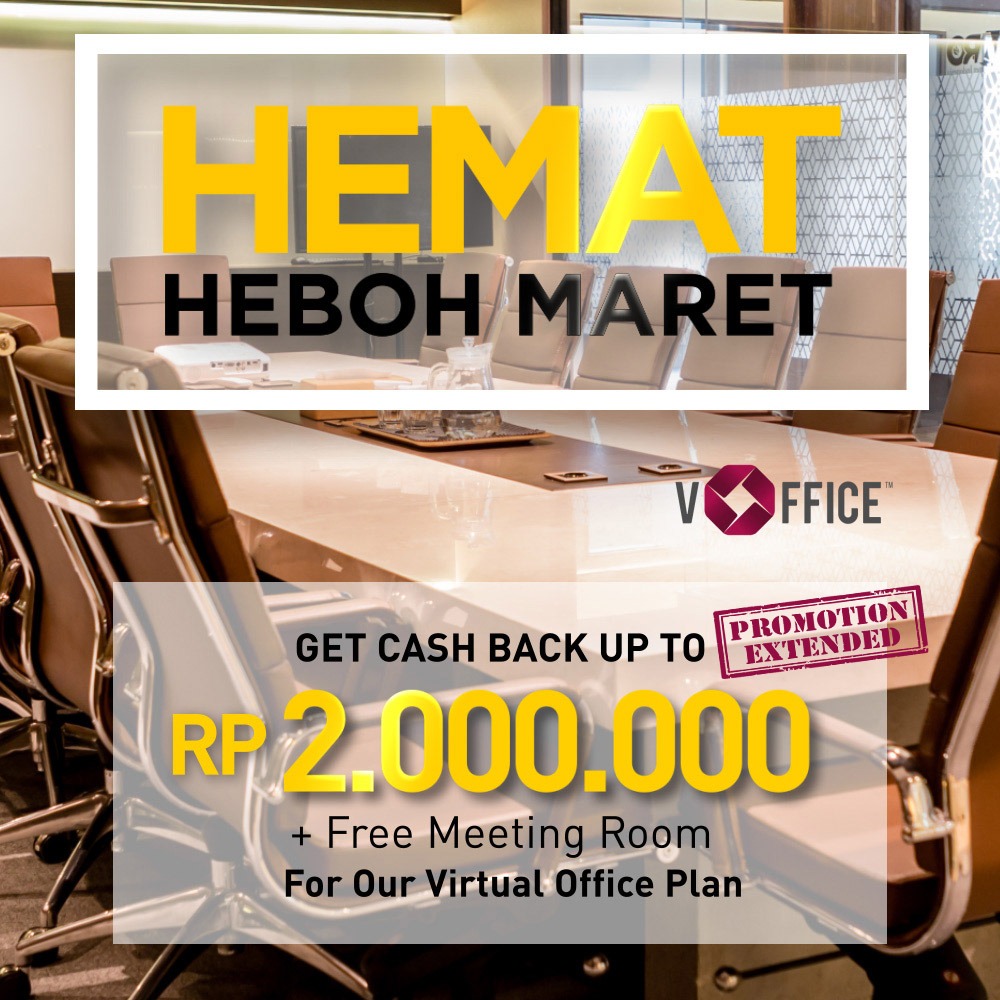 HEMAT
HEBOH MARET
VOFFICE™
GET CASH BACK UP TO
PROMOTION
EXTENDED
RP 2.000.000
+ Free Meeting Room
For Our Virtual Office Plan